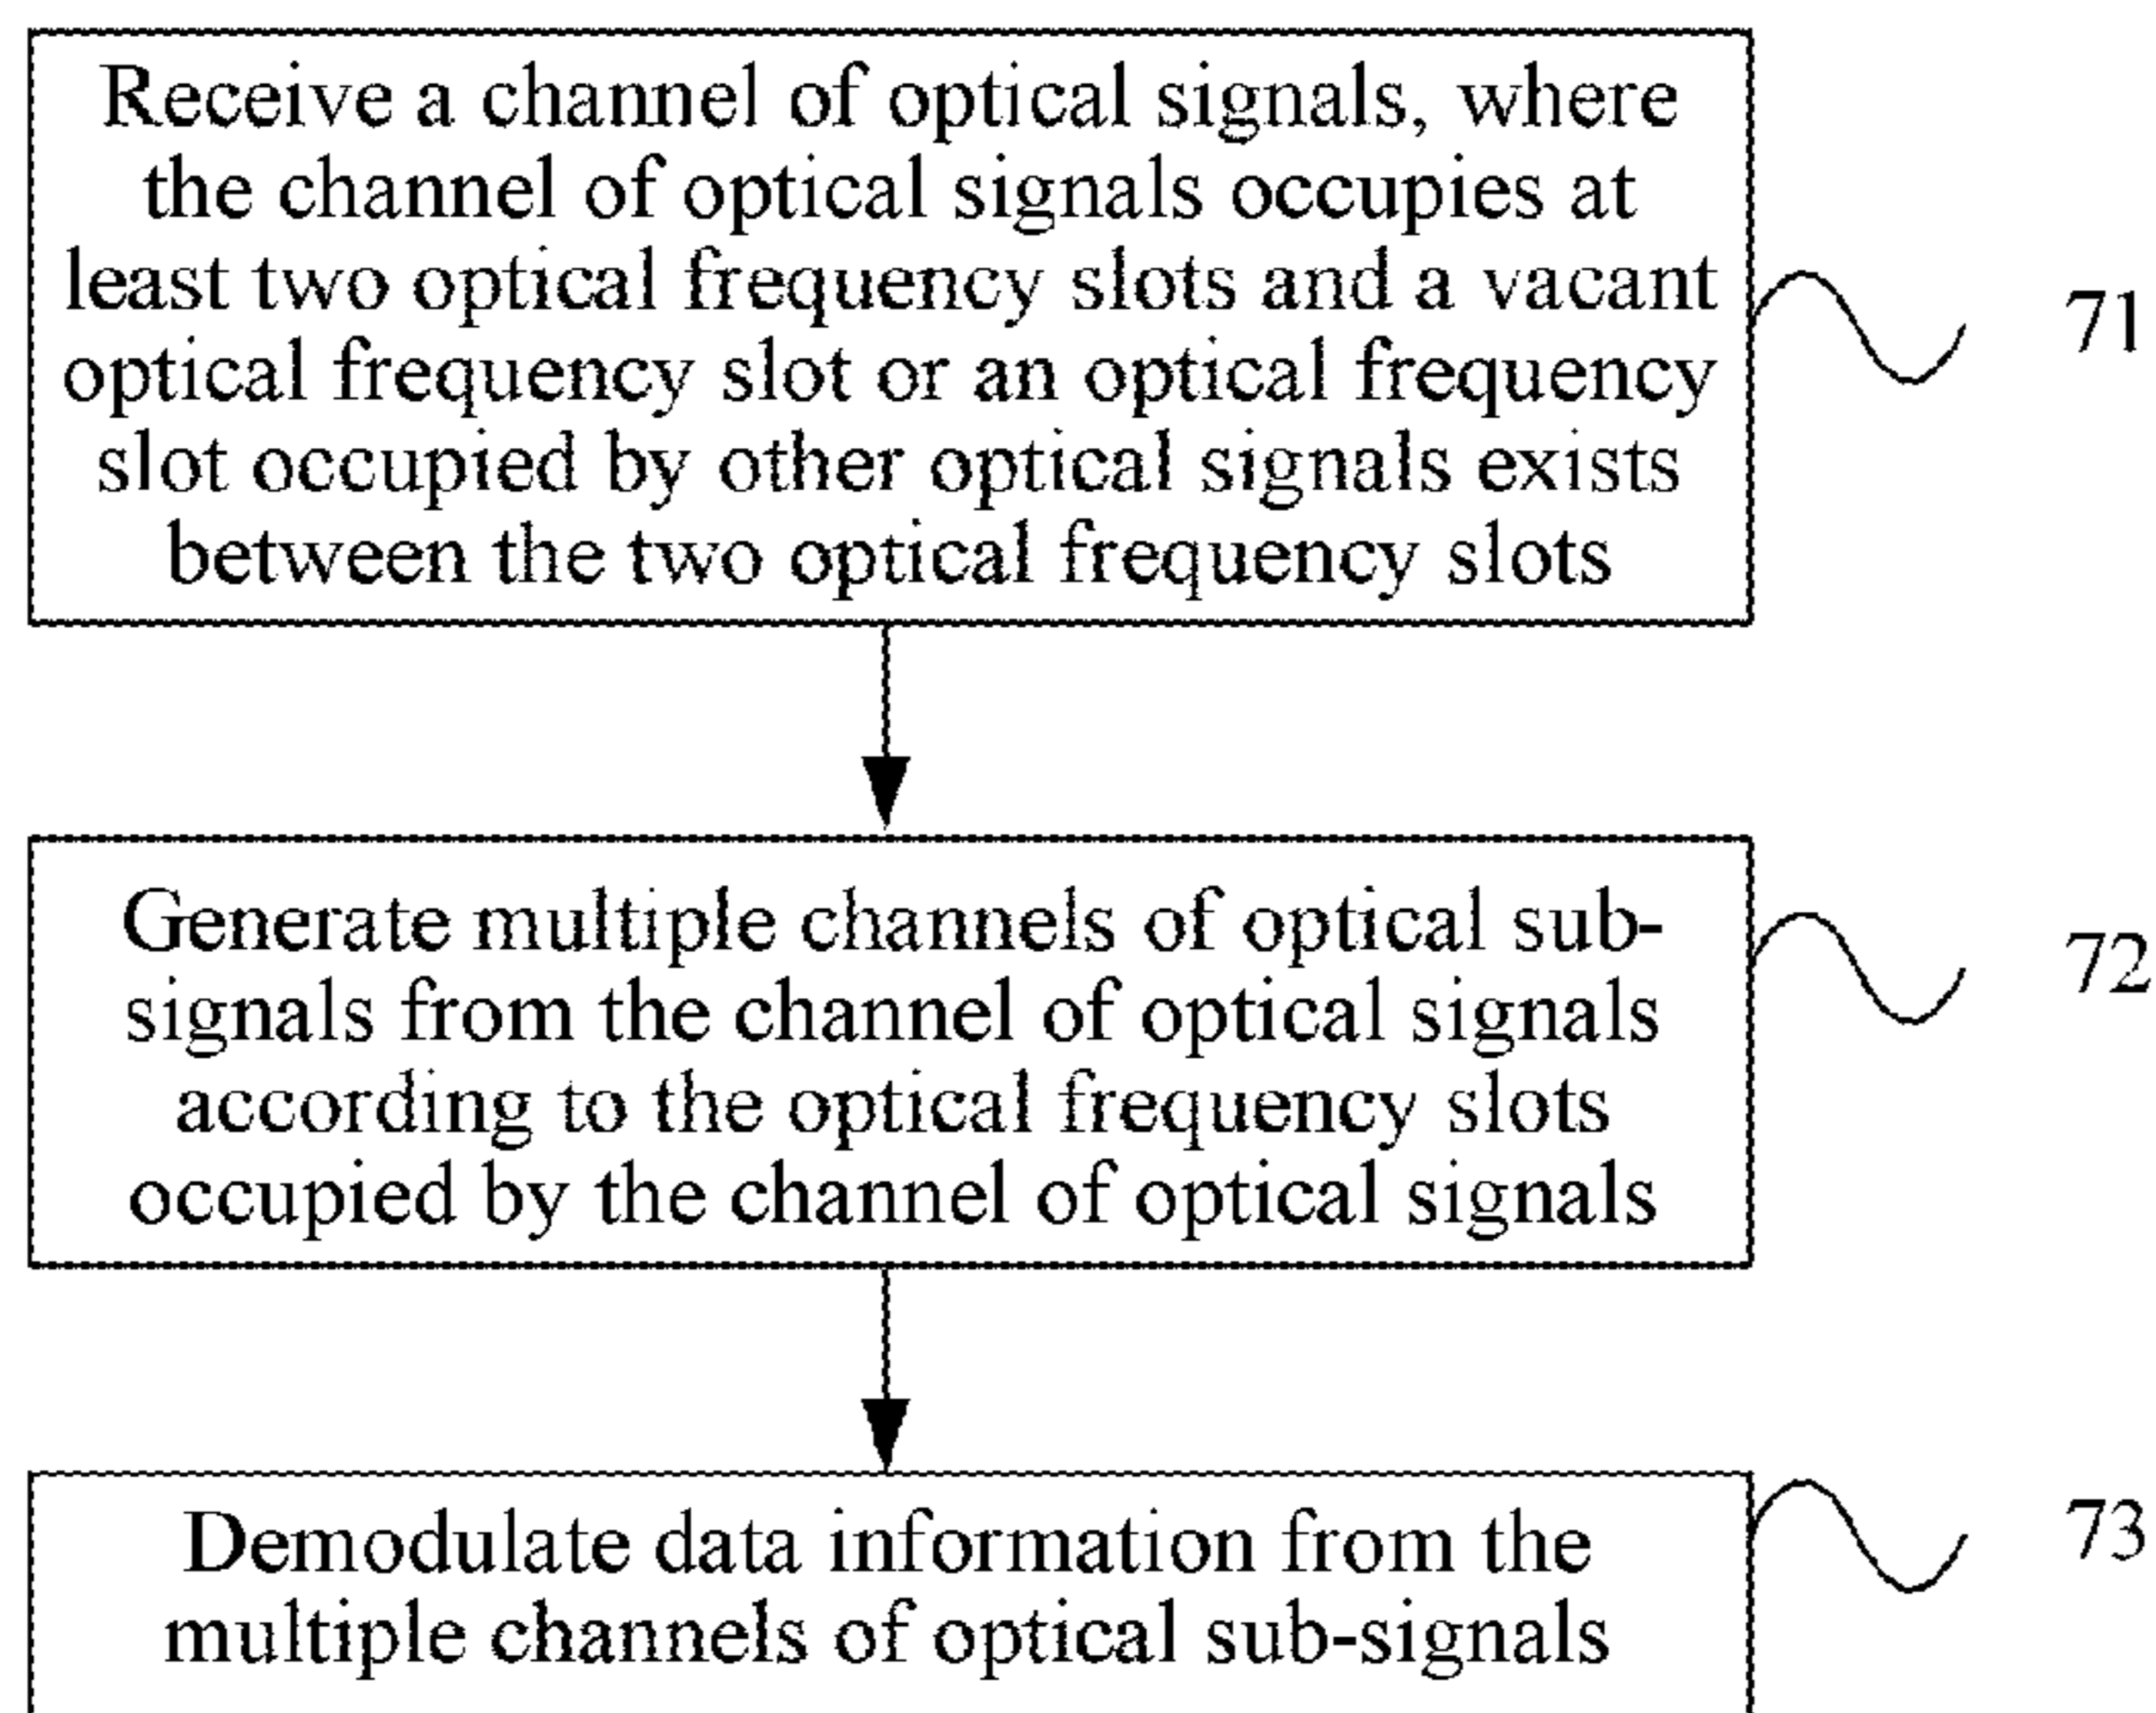 Receive a channel of optical signals, where
the channel of optical signals occupies at
least two optical frequency slots and a vacant
optical frequency slot or an optical frequency
slot occupied by other optical signals exists
between the two optical frequency slots
71
Generate multiple channels of optical sub-
signals from the channel of optical signals
according to the optical frequency slots
occupied by the channel of optical signals
72
Demodulate data information from the
multiple channels of optical sub-signals
73